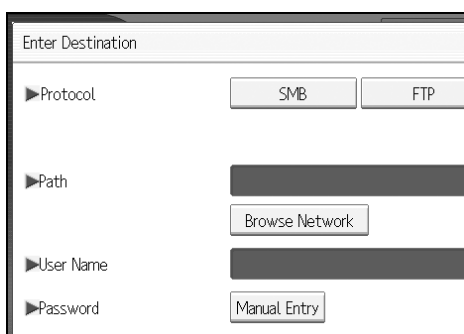 Enter Destination
▶Protocol SMB FTP
▶Path
Browse Network
▶User Name
▶Password Manual Entry